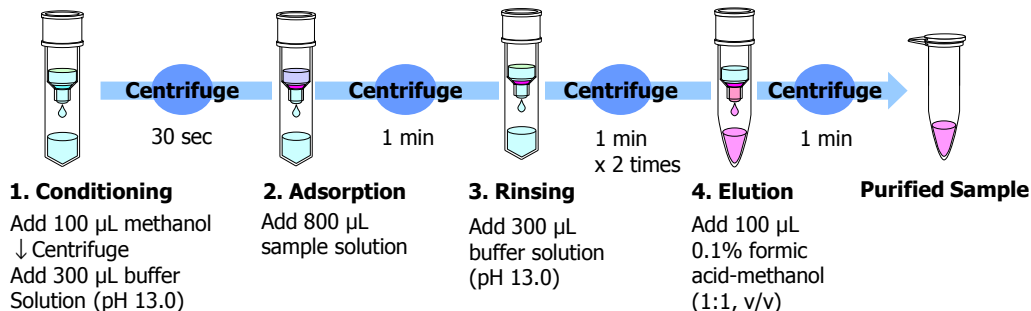 Centrifuge
Centrifuge
Centrifuge
Centrifuge
30 sec
1 min
1 min
x 2 times
1 min
1. Conditioning
Add 100 µL methanol
↓Centrifuge
Add 300 µL buffer
Solution (pH 13.0)
2. Adsorption
Add 800 µL
sample solution
3. Rinsing
Add 300 µL
buffer solution
(pH 13.0)
4. Elution
Add 100 µL
0.1% formic
acid-methanol
(1:1, v/v)
Purified Sample